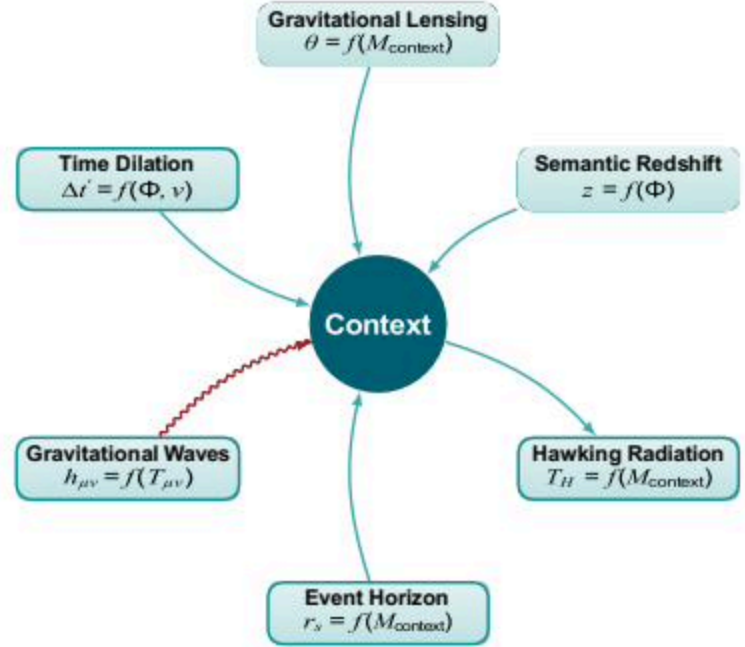 Gravitational Lensing
θ = f(M_context)
Time Dilation
Δt′ = f(Φ, ν)
Semantic Redshift
z = f(Φ)
Context
Gravitational Waves
h_μν = f(T_μν)
Hawking Radiation
T_H = f(M_context)
Event Horizon
r_s = f(M_context)